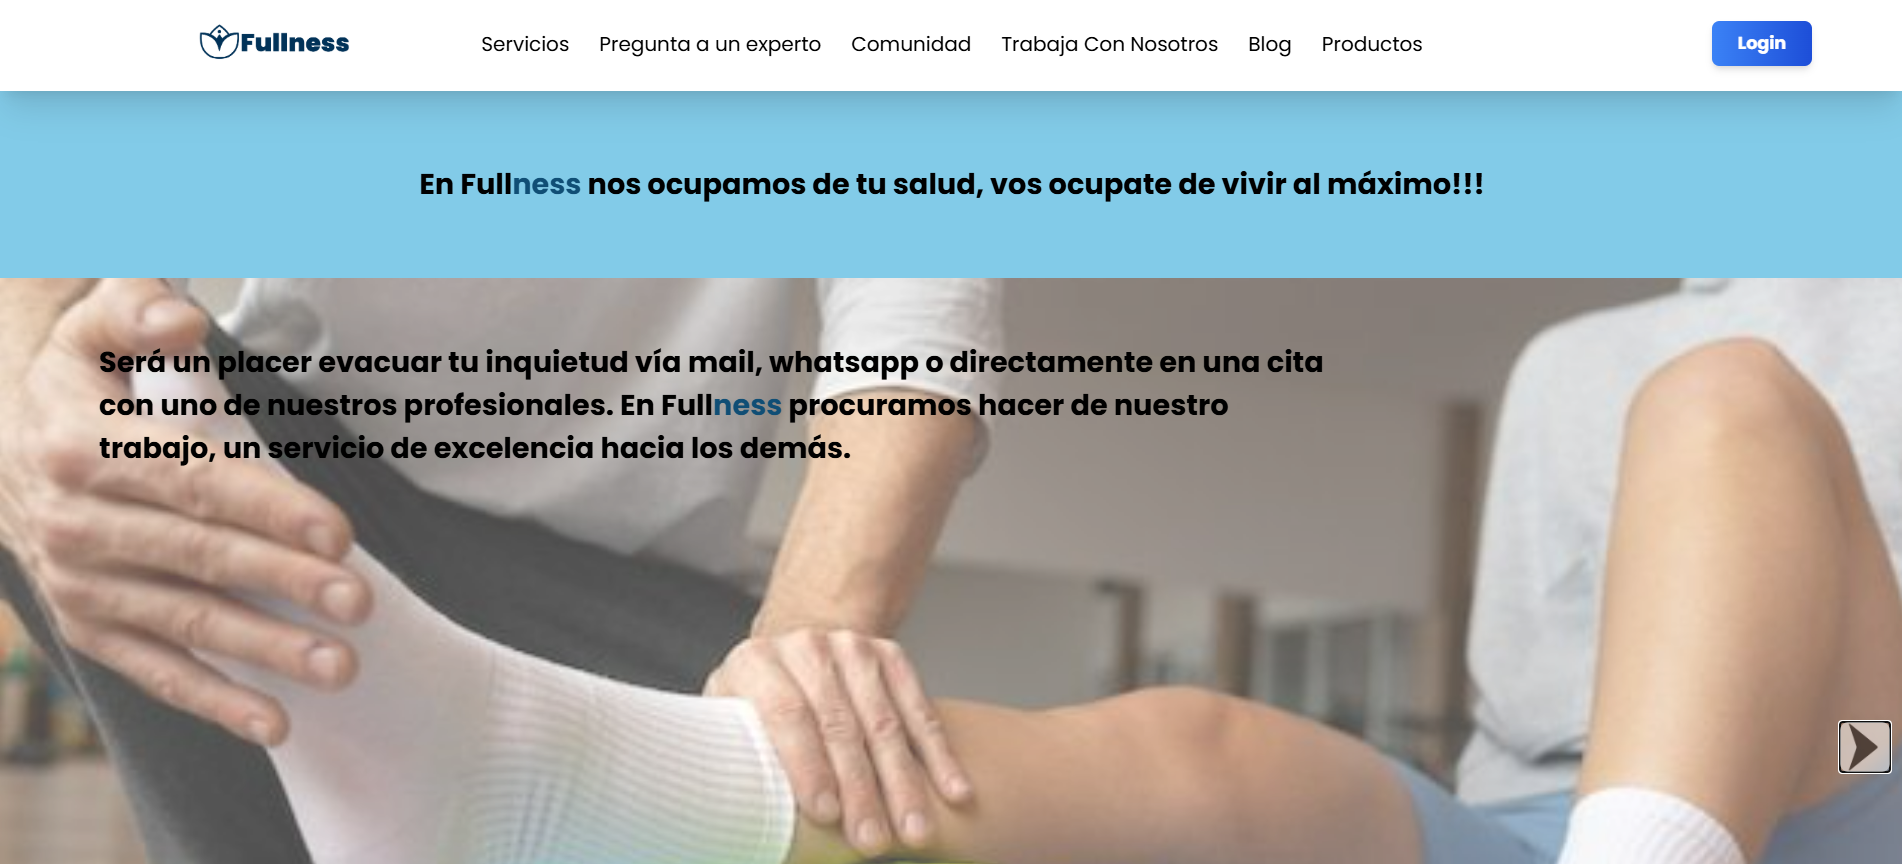 Fullness
Servicios
Pregunta a un experto
Comunidad
Trabaja Con Nosotros
Blog
Productos
Login
En Fullness nos ocupamos de tu salud, vos ocupate de vivir al máximo!!!
Será un placer evacuar tu inquietud vía mail, whatsapp o directamente en una cita
con uno de nuestros profesionales. En Fullness procuramos hacer de nuestro
trabajo, un servicio de excelencia hacia los demás.